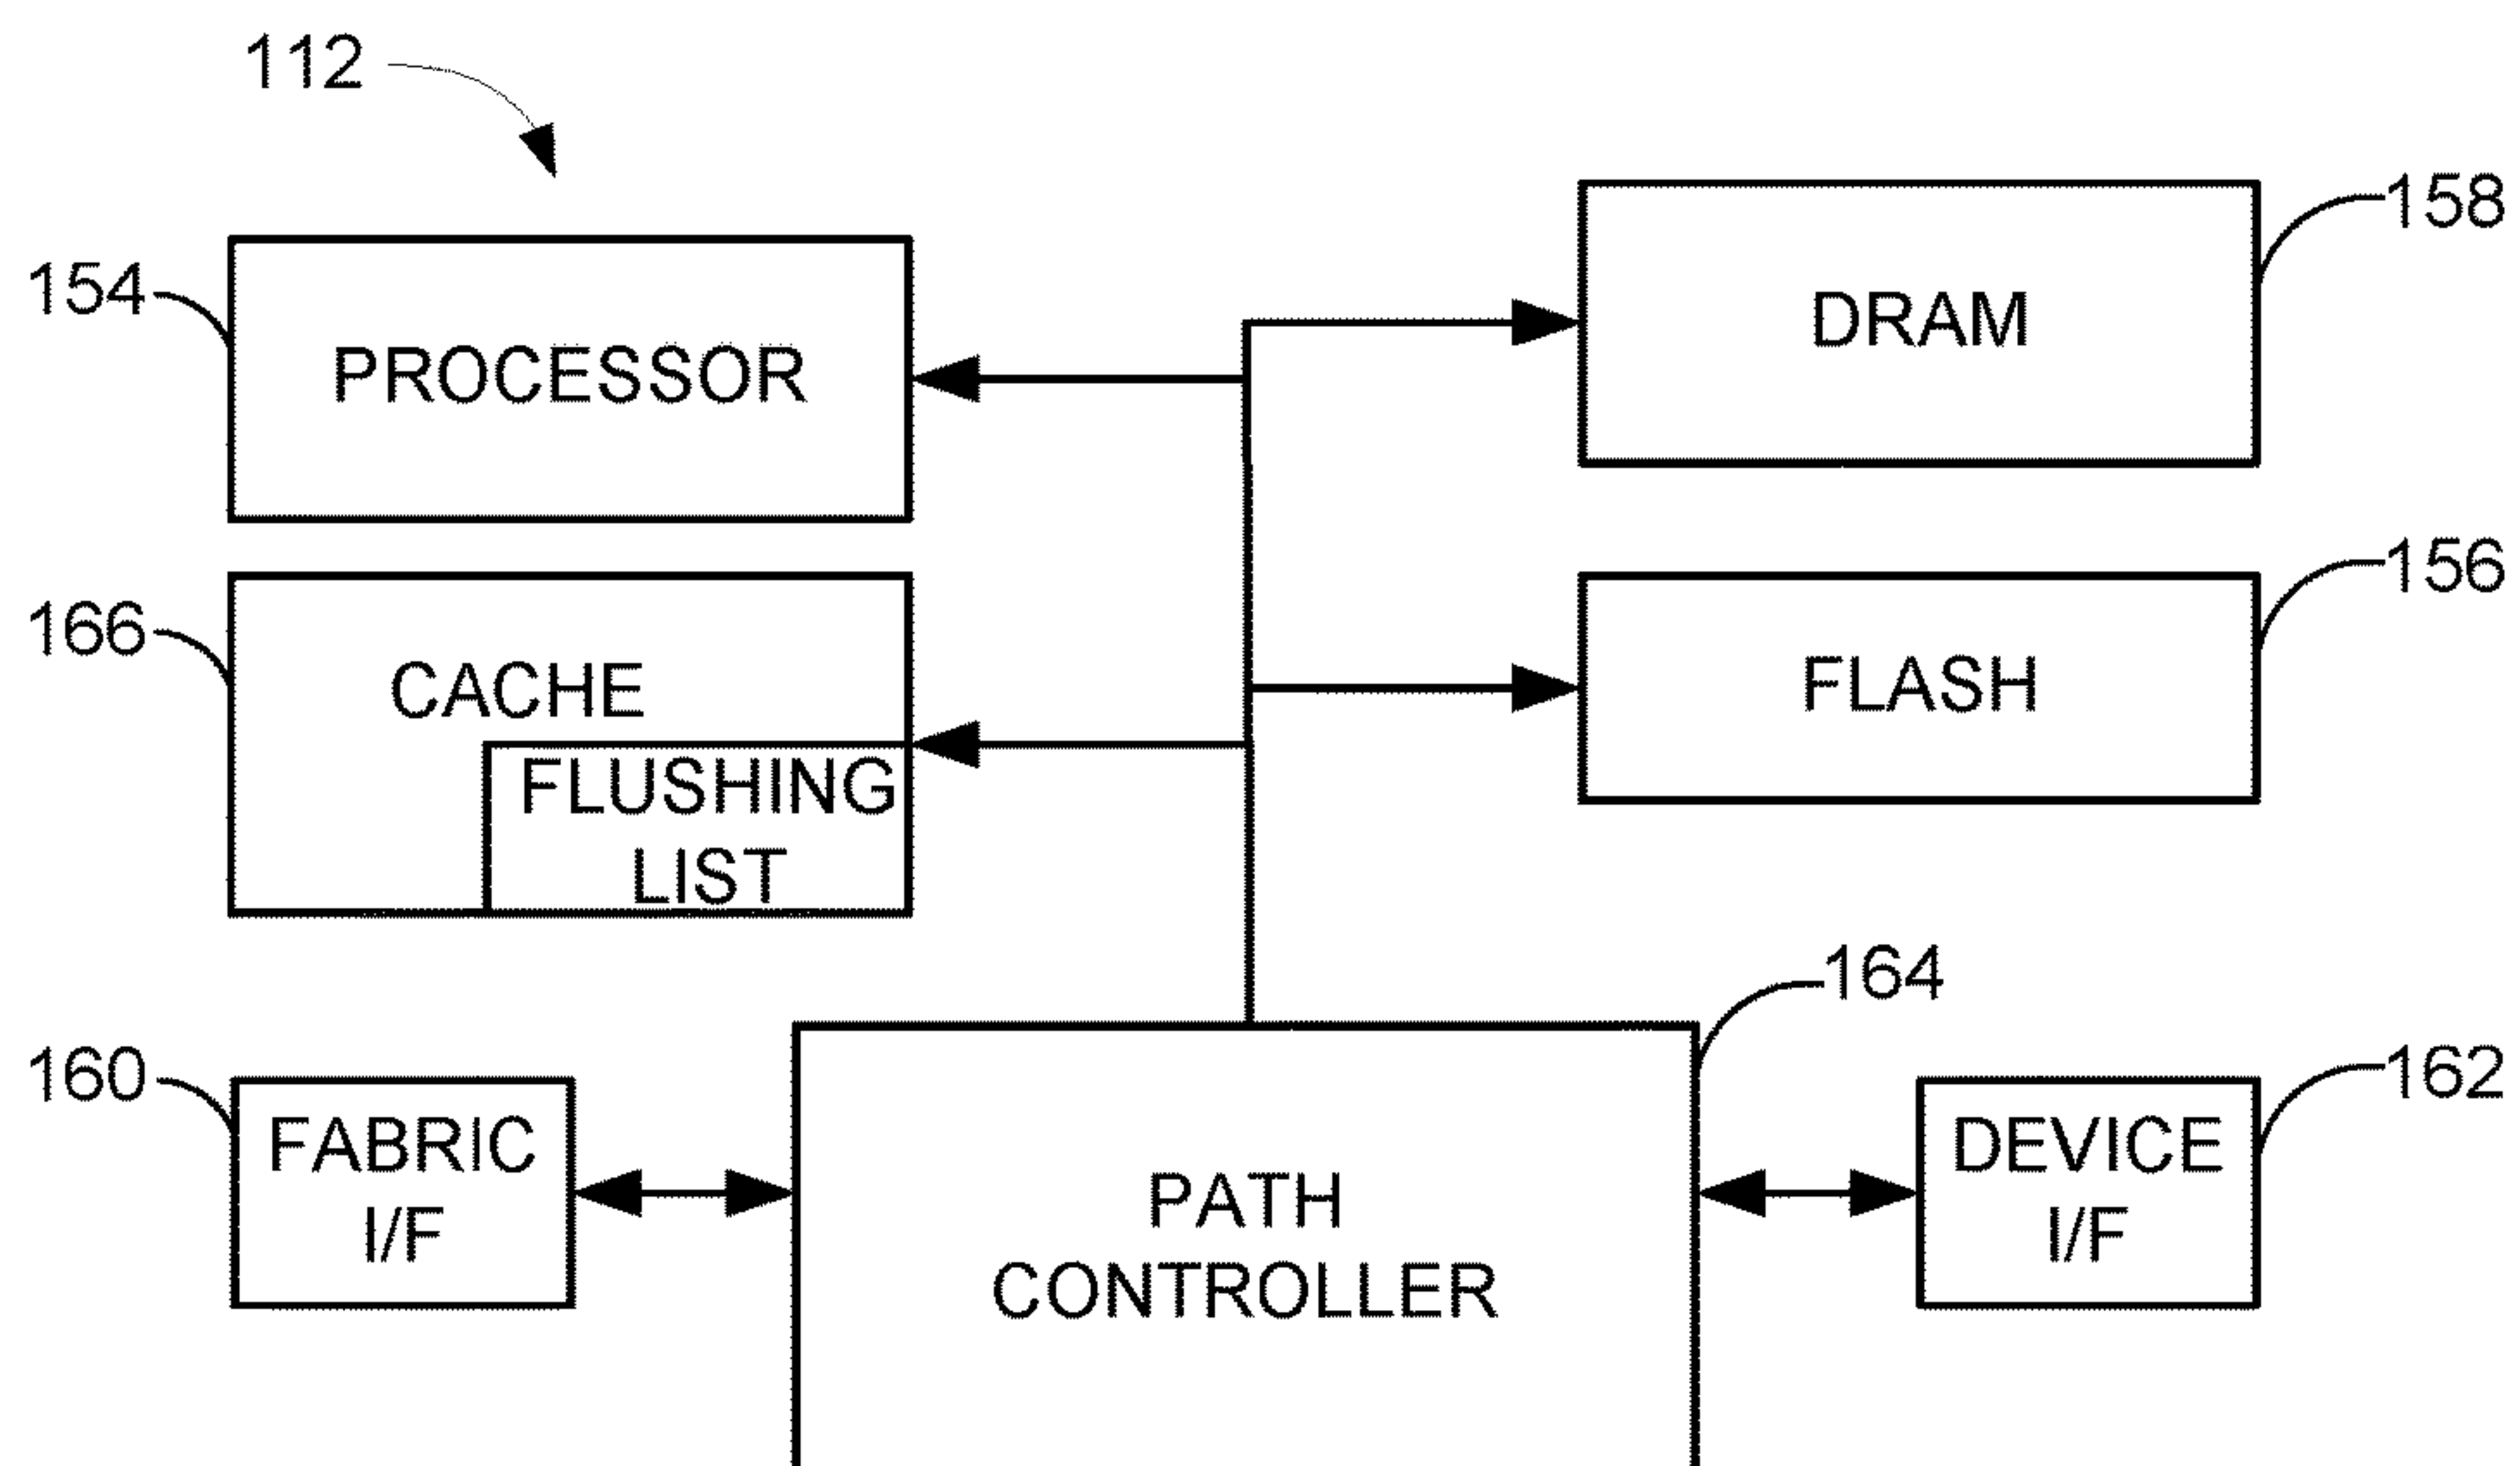 112
158
154
DRAM
PROCESSOR
156
166
FLASH
CACHE
FLUSHING
LIST
164
160
162
FABRIC
I/F
DEVICE
I/F
PATH
CONTROLLER